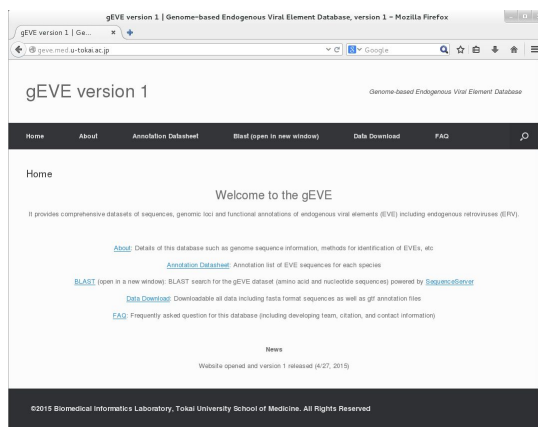 gEVE version 1 | Genome-based Endogenous Viral Element Database, version 1 - Mozilla Firefox
gEVE version 1 | Ge...
geve.med.u-tokai.ac.jp
Google
gEVE version 1
Genome-based Endogenous Viral Element Database
Home About Annotation Datasheet Blast (open in new window) Data Download FAQ
Home
Welcome to the gEVE
It provides comprehensive datasets of sequences, genomic loci and functional annotations of endogenous viral elements (EVE) including endogenous retroviruses (ERV).
About: Details of this database such as genome sequence information, methods for identification of EVEs, etc
Annotation Datasheet: Annotation list of EVE sequences for each species
BLAST (open in a new window): BLAST search for the gEVE dataset (amino acid and nucleotide sequences) powered by SequenceServer
Data Download: Downloadable all data including fasta format sequences as well as gtf annotation files
FAQ: Frequently asked question for this database (including developing team, citation, and contact information)
News
Website opened and version 1 released (4/27, 2015)
©2015 Biomedical Informatics Laboratory, Tokai University School of Medicine. All Rights Reserved